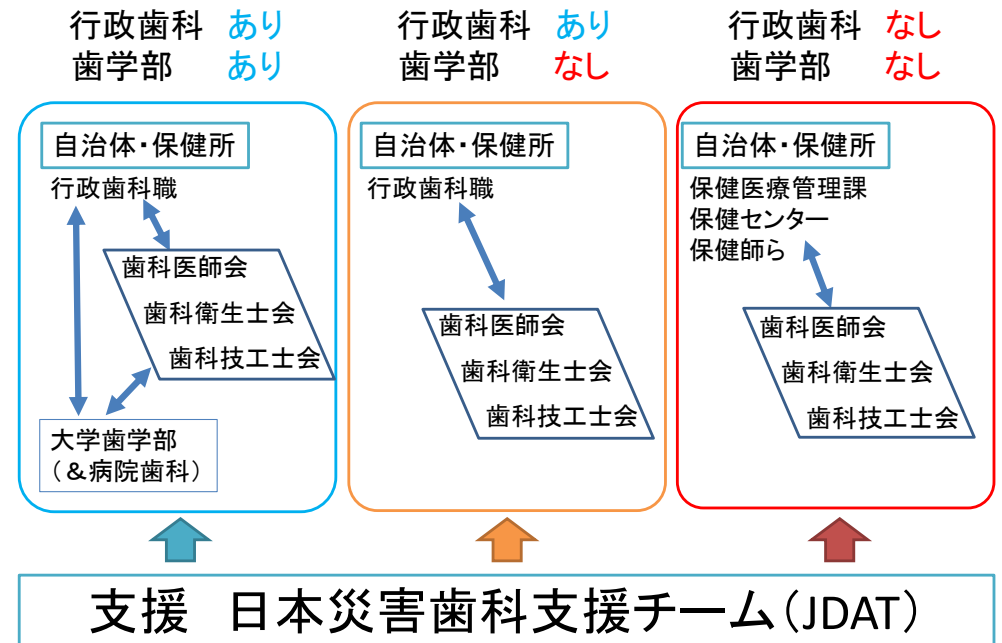 行政歯科 あり
歯学部 あり
自治体・保健所
行政歯科職
歯科医師会
歯科衛生士会
歯科技工士会
大学歯学部
(&病院歯科)
行政歯科 あり
歯学部 なし
自治体・保健所
行政歯科職
歯科医師会
歯科衛生士会
歯科技工士会
行政歯科 なし
歯学部 なし
自治体・保健所
保健医療管理課
保健センター
保健師ら
歯科医師会
歯科衛生士会
歯科技工士会
支援 日本災害歯科支援チーム(JDAT)